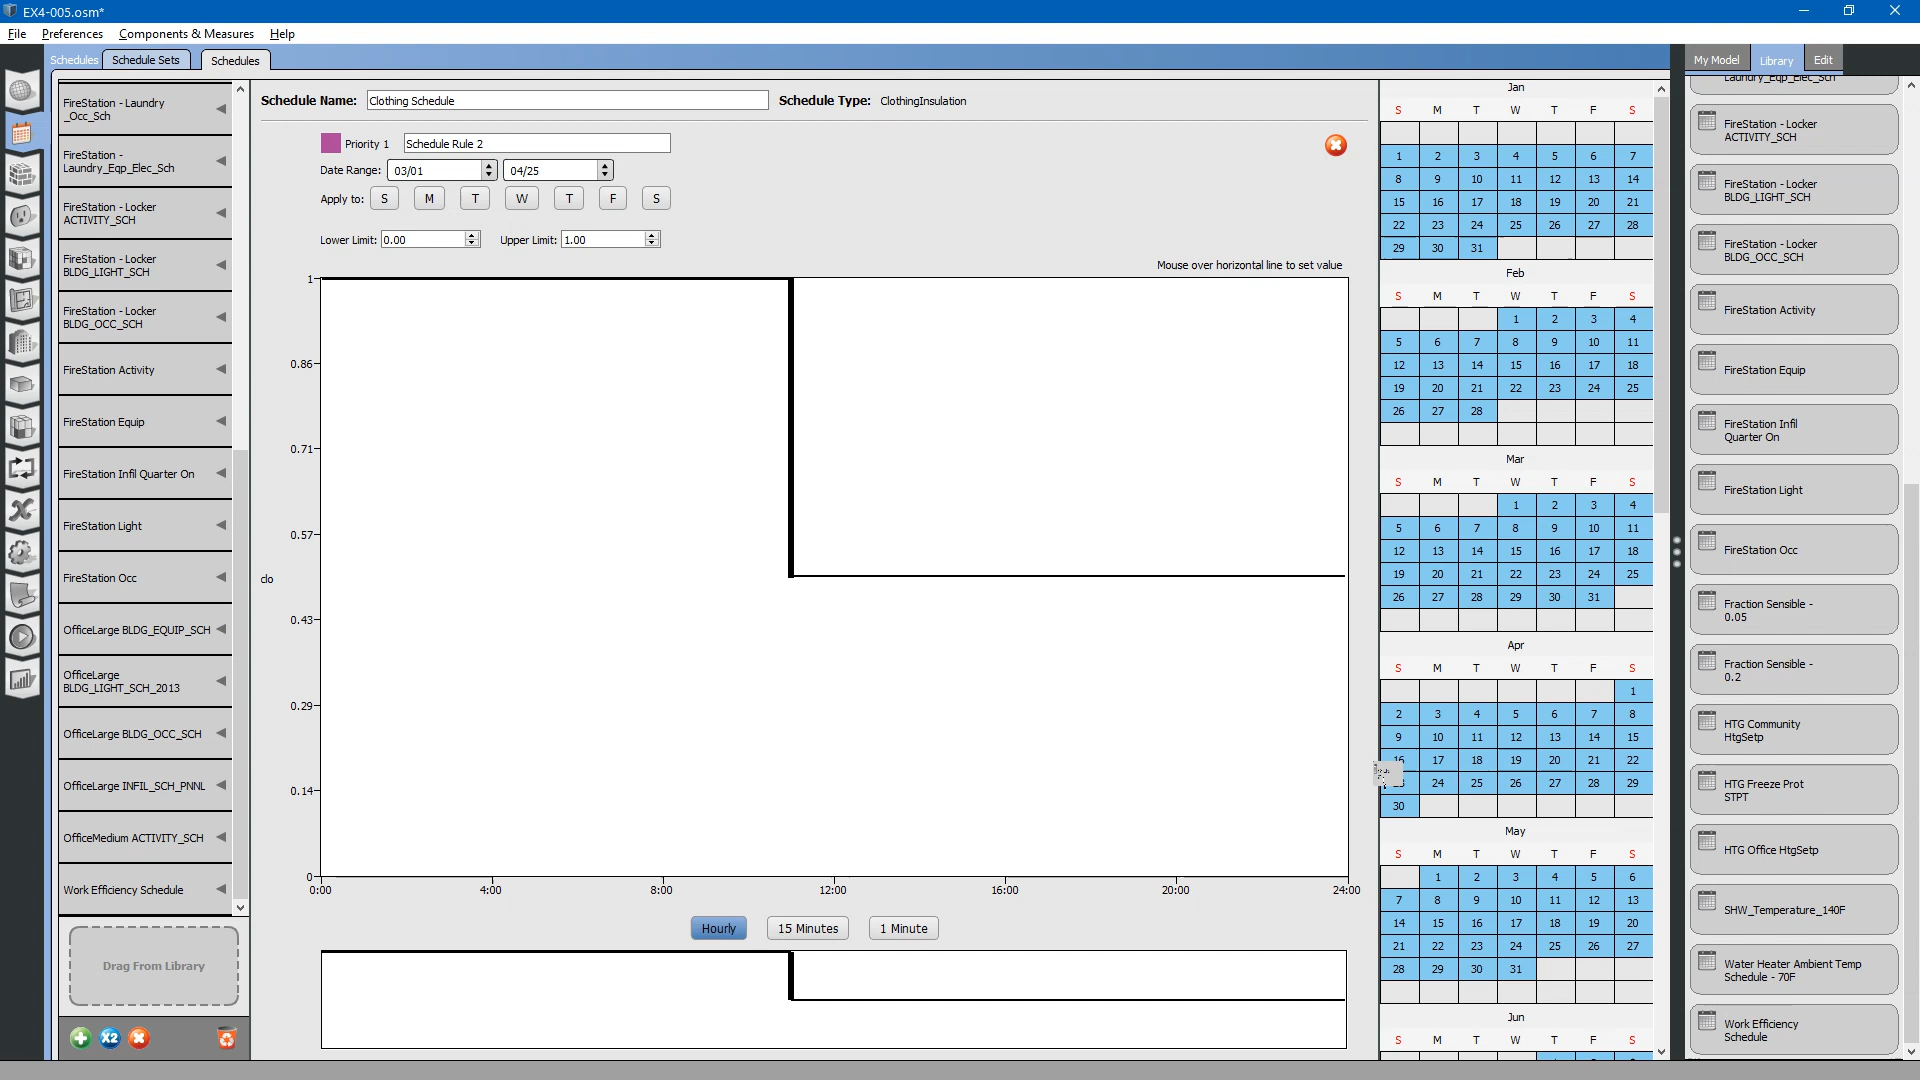 EX4-005.osm*
File Preferences Components & Measures Help
Schedules Schedule Sets Schedules
My Model Library Edit
FireStation - Laundry
_Occ_Sch
FireStation -
Laundry_Eqp_Elec_Sch
FireStation - Locker
ACTIVITY_SCH
FireStation - Locker
BLDG_LIGHT_SCH
FireStation - Locker
BLDG_OCC_SCH
FireStation Activity
FireStation Equip
FireStation Infil Quarter On
FireStation Light
FireStation Occ
OfficeLarge BLDG_EQUIP_SCH
OfficeLarge
BLDG_LIGHT_SCH_2013
OfficeLarge BLDG_OCC_SCH
OfficeLarge INFIL_SCH_PNNL
OfficeMedium ACTIVITY_SCH
Work Efficiency Schedule
Drag From Library
X2
Schedule Name: Clothing Schedule Schedule Type: ClothingInsulation
Priority 1 Schedule Rule 2
Date Range: 03/01 04/25
Apply to: S M T W T F S
Lower Limit: 0.00 Upper Limit: 1.00
Mouse over horizontal line to set value
1
0.86
0.71
0.57
clo
0.43
0.29
0.14
0
0:00 4:00 8:00 12:00 16:00 20:00 24:00
Hourly 15 Minutes 1 Minute
Jan
S M T W T F S
1 2 3 4 5 6 7
8 9 10 11 12 13 14
15 16 17 18 19 20 21
22 23 24 25 26 27 28
29 30 31
Feb
S M T W T F S
1 2 3 4
5 6 7 8 9 10 11
12 13 14 15 16 17 18
19 20 21 22 23 24 25
26 27 28
Mar
S M T W T F S
1 2 3 4
5 6 7 8 9 10 11
12 13 14 15 16 17 18
19 20 21 22 23 24 25
26 27 28 29 30 31
Apr
S M T W T F S
1
2 3 4 5 6 7 8
9 10 11 12 13 14 15
16 17 18 19 20 21 22
24 25 26 27 28 29
30
May
S M T W T F S
1 2 3 4 5 6
7 8 9 10 11 12 13
14 15 16 17 18 19 20
21 22 23 24 25 26 27
28 29 30 31
Jun
S M T W T F S
Laundry_Eqp_Elec_Sch
FireStation - Locker
ACTIVITY_SCH
FireStation - Locker
BLDG_LIGHT_SCH
FireStation - Locker
BLDG_OCC_SCH
FireStation Activity
FireStation Equip
FireStation Infil
Quarter On
FireStation Light
FireStation Occ
Fraction Sensible -
0.05
Fraction Sensible -
0.2
HTG Community
HtgSetp
HTG Freeze Prot
STPT
HTG Office HtgSetp
SHW_Temperature_140F
Water Heater Ambient Temp
Schedule - 70F
Work Efficiency
Schedule